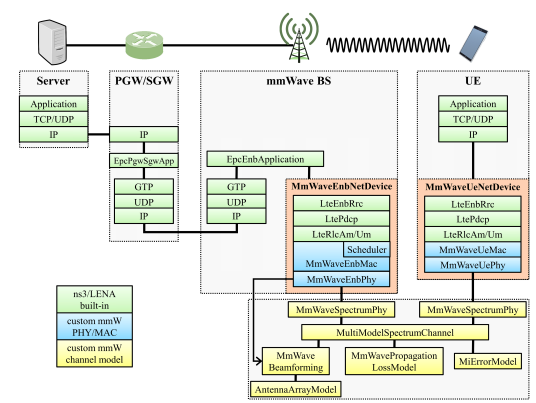 Server
PGW/SGW
mmWave BS
UE
Application
TCP/UDP
IP
IP
EpcPgwSgwApp
GTP
UDP
IP
EpcEnbApplication
GTP
UDP
IP
MmWaveEnbNetDevice
LteEnbRrc
LtePdcp
LteRlcAm/Um
Scheduler
MmWaveEnbMac
MmWaveEnbPhy
Application
TCP/UDP
IP
MmWaveUeNetDevice
LteEnbRrc
LtePdcp
LteRlcAm/Um
MmWaveUeMac
MmWaveUePhy
ns3/LENA
built-in
custom mmW
PHY/MAC
custom mmW
channel model
MmWaveSpectrumPhy
MmWaveSpectrumPhy
MultiModelSpectrumChannel
MmWave
Beamforming
MmWavePropagation
LossModel
MiErrorModel
AntennaArrayModel